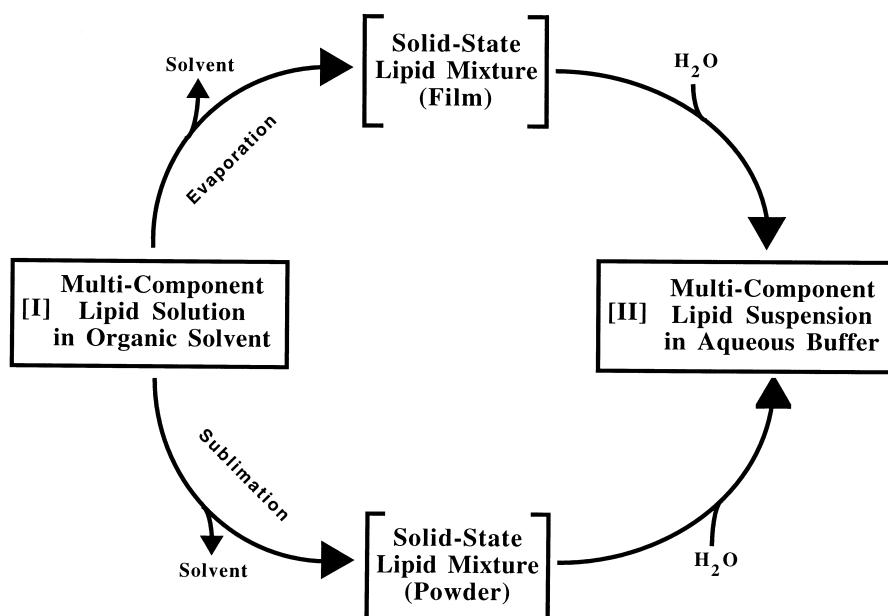 Solvent
Evaporation
Solid-State
Lipid Mixture
(Film)
H₂O
[I] Multi-Component
Lipid Solution
in Organic Solvent
[II] Multi-Component
Lipid Suspension
in Aqueous Buffer
Sublimation
Solvent
Solid-State
Lipid Mixture
(Powder)
H₂O